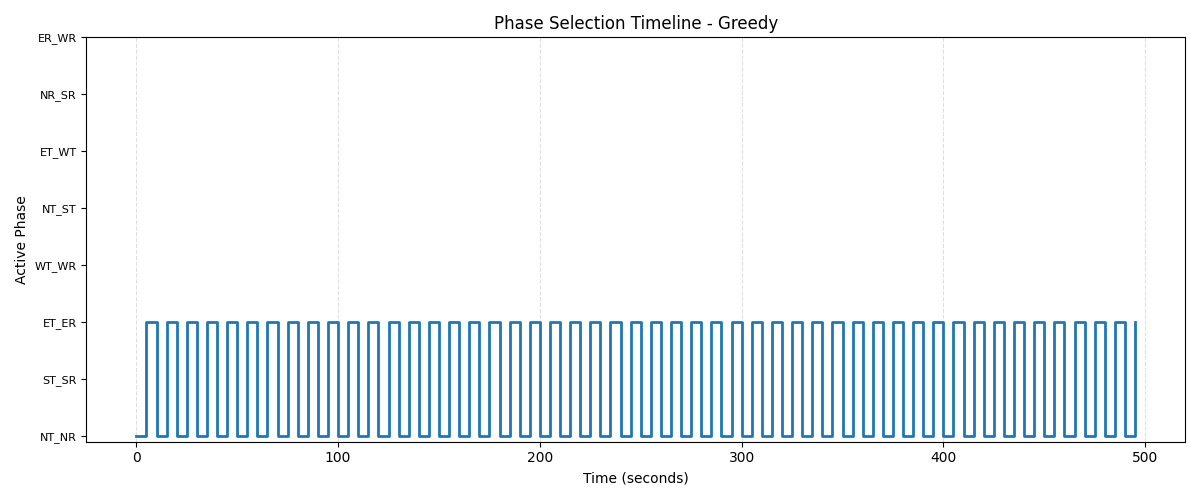 Phase Selection Timeline - Greedy
ER_WR
NR_SR
ET_WT
NT_ST
WT_WR
ET_ER
ST_SR
NT_NR
Active Phase
0 100 200 300 400 500
Time (seconds)